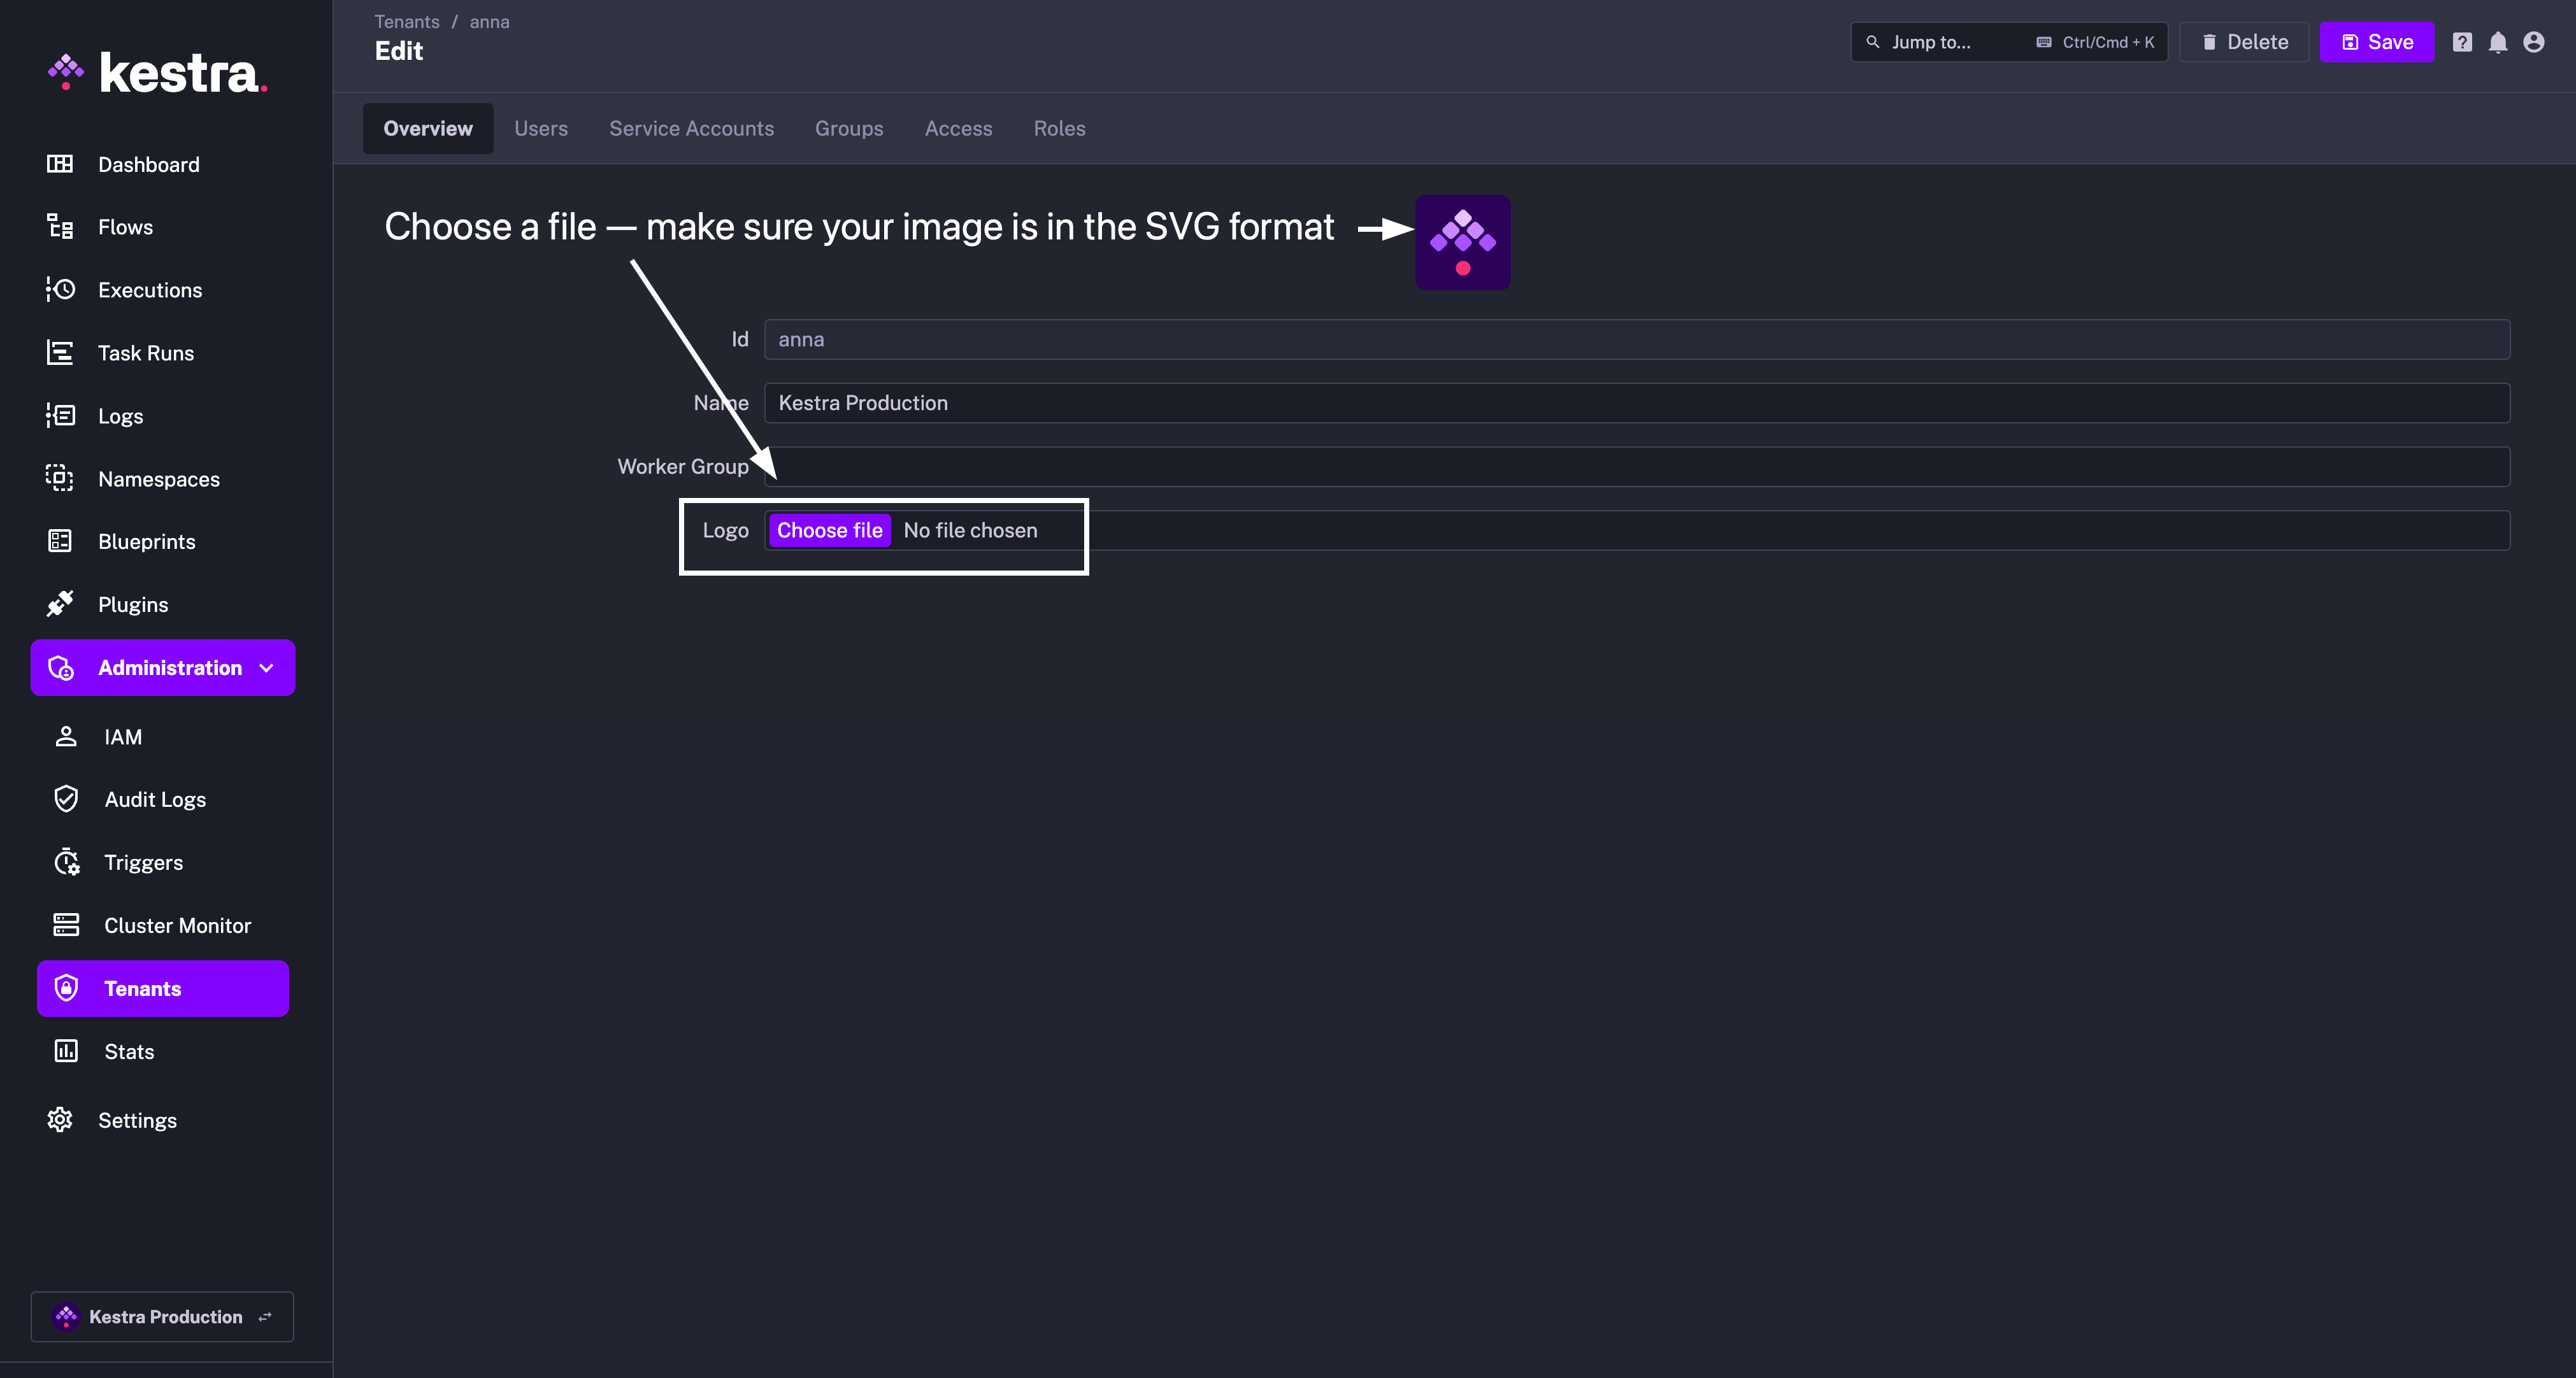 kestra.
Dashboard
Flows
Executions
Task Runs
Logs
Namespaces
Blueprints
Plugins
Administration
IAM
Audit Logs
Triggers
Cluster Monitor
Tenants
Stats
Settings
Kestra Production
Tenants / anna
Edit
Jump to... Ctrl/Cmd + K
Delete
Save
Overview Users Service Accounts Groups Access Roles
Choose a file — make sure your image is in the SVG format
Id anna
Name Kestra Production
Worker Group
Logo Choose file No file chosen